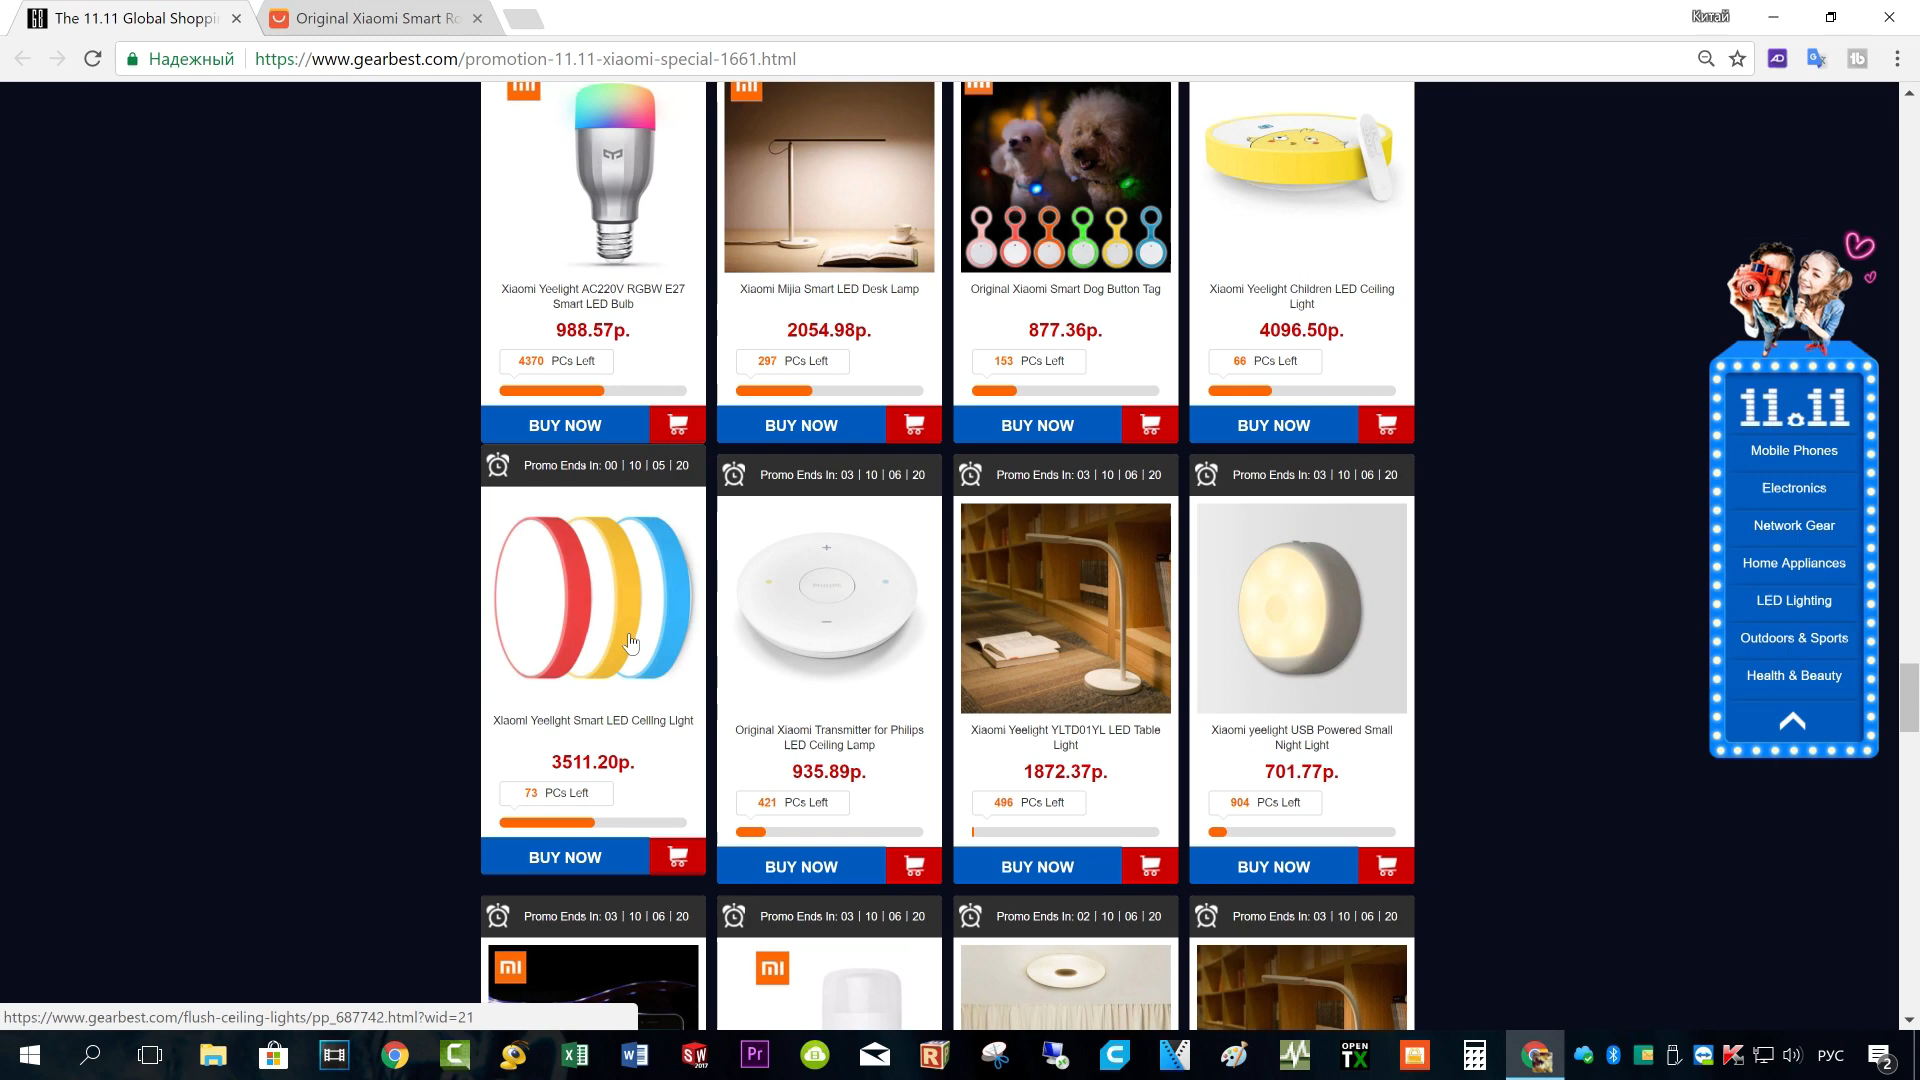 The 11.11 Global Shoppi
Original Xiaomi Smart Ro
Китай
Надежный
https://www.gearbest.com/promotion-11.11-xiaomi-special-1661.html
Xiaomi Yeelight AC220V RGBW E27
Smart LED Bulb
988.57р.
4370 PCs Left
BUY NOW
Xiaomi Mijia Smart LED Desk Lamp
2054.98р.
297 PCs Left
BUY NOW
Original Xiaomi Smart Dog Button Tag
877.36р.
153 PCs Left
BUY NOW
Xiaomi Yeelight Children LED Ceiling
Light
4096.50р.
66 PCs Left
BUY NOW
Promo Ends In: 00 | 10 | 05 | 20
Xiaomi Yeelight Smart LED Ceiling Light
3511.20р.
73 PCs Left
BUY NOW
Promo Ends In: 03 | 10 | 06 | 20
PHILIPS
Original Xiaomi Transmitter for Philips
LED Ceiling Lamp
935.89р.
421 PCs Left
BUY NOW
Promo Ends In: 03 | 10 | 06 | 20
Xiaomi Yeelight YLTD01YL LED Table
Light
1872.37р.
496 PCs Left
BUY NOW
Promo Ends In: 03 | 10 | 06 | 20
Xiaomi yeelight USB Powered Small
Night Light
701.77р.
904 PCs Left
BUY NOW
Promo Ends In: 03 | 10 | 06 | 20
Promo Ends In: 03 | 10 | 06 | 20
Promo Ends In: 02 | 10 | 06 | 20
Promo Ends In: 03 | 10 | 06 | 20
mi
mi
11.11
Mobile Phones
Electronics
Network Gear
Home Appliances
LED Lighting
Outdoors & Sports
Health & Beauty
https://www.gearbest.com/flush-ceiling-lights/pp_687742.html?wid=21
SW
2017
Pr
OPEN
TX
РУС
2